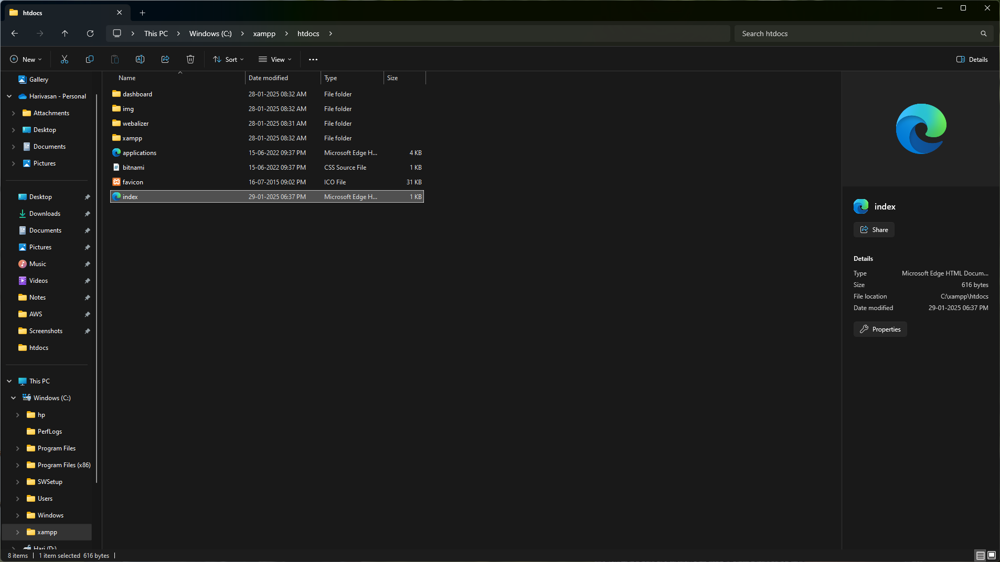 htdocs
This PC
Windows (C:)
xampp
htdocs
Search htdocs
New
Sort
View
Details
Gallery
Harivasan - Personal
Attachments
Desktop
Documents
Pictures
Desktop
Downloads
Documents
Pictures
Music
Videos
Notes
AWS
Screenshots
htdocs
This PC
Windows (C:)
hp
PerfLogs
Program Files
Program Files (x86)
SWSetup
Users
Windows
xampp
Hari (D:)
Name Date modified Type Size
dashboard 28-01-2025 08:32 AM File folder
img 28-01-2025 08:32 AM File folder
webalizer 28-01-2025 08:31 AM File folder
xampp 28-01-2025 08:32 AM File folder
applications 15-06-2022 09:37 PM Microsoft Edge H... 4 KB
bitnami 15-06-2022 09:37 PM CSS Source File 1 KB
favicon 16-07-2015 09:02 PM ICO File 31 KB
index 29-01-2025 06:37 PM Microsoft Edge H... 1 KB
index
Share
Details
Type Microsoft Edge HTML Docum...
Size 616 bytes
File location C:\xampp\htdocs
Date modified 29-01-2025 06:37 PM
Properties
8 items 1 item selected 616 bytes